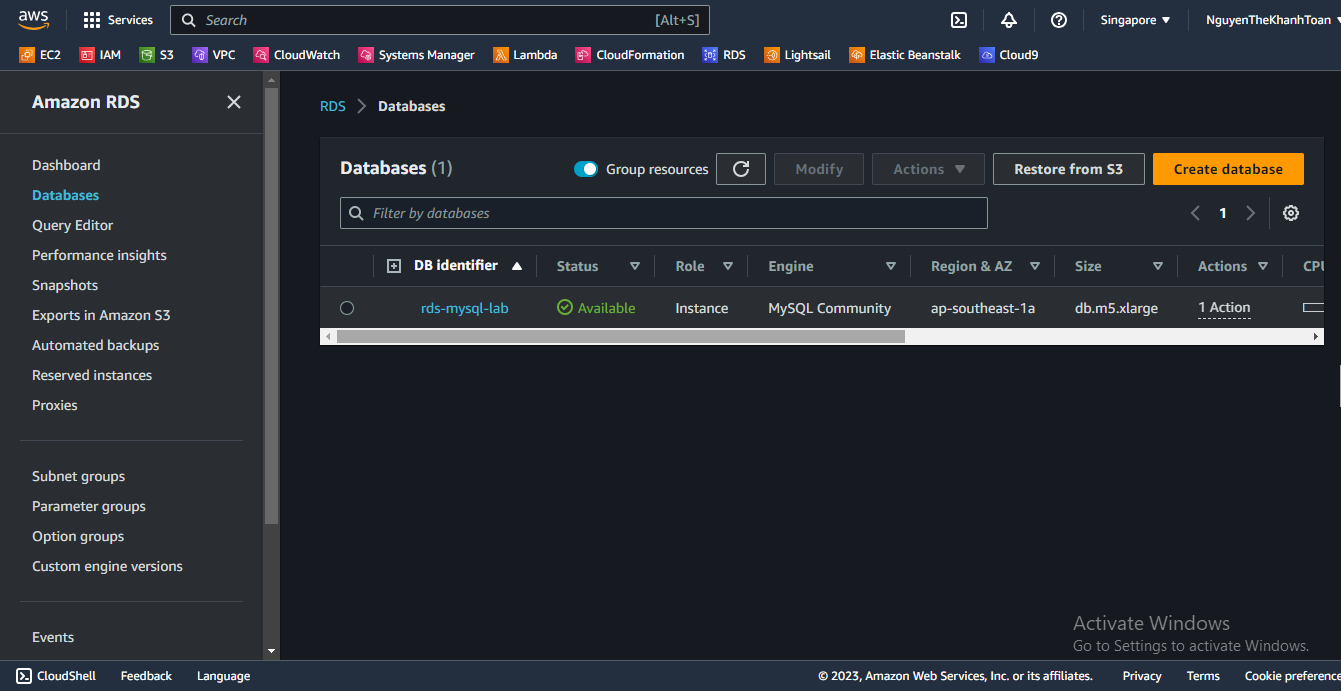 aws Services Search [Alt+S] Singapore NguyenTheKhanhToan
EC2 IAM S3 VPC CloudWatch Systems Manager Lambda CloudFormation RDS Lightsail Elastic Beanstalk Cloud9
Amazon RDS
Dashboard
Databases
Query Editor
Performance insights
Snapshots
Exports in Amazon S3
Automated backups
Reserved instances
Proxies
Subnet groups
Parameter groups
Option groups
Custom engine versions
Events
RDS Databases
Databases (1) Group resources Modify Actions Restore from S3 Create database
Filter by databases 1
DB identifier Status Role Engine Region & AZ Size Actions CPU
rds-mysql-lab Available Instance MySQL Community ap-southeast-1a db.m5.xlarge 1 Action
Activate Windows
Go to Settings to activate Windows.
CloudShell Feedback Language © 2023, Amazon Web Services, Inc. or its affiliates. Privacy Terms Cookie preference